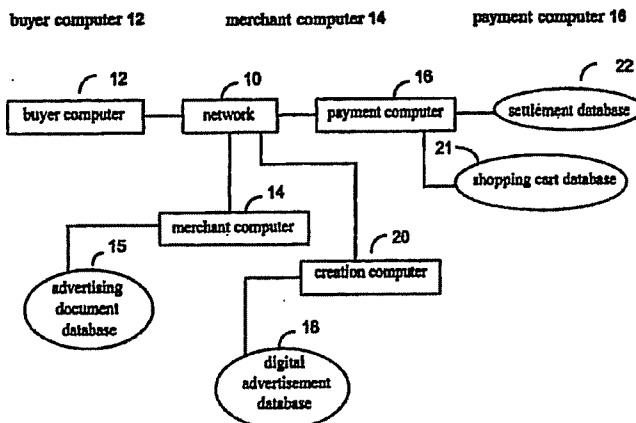 buyer computer 12 merchant computer 14 payment computer 16
12 10 16 22
buyer computer network payment computer settlement database
21
shopping cart database
14
merchant computer
15 20
advertising
document
database
creation computer
18
digital
advertisement
database